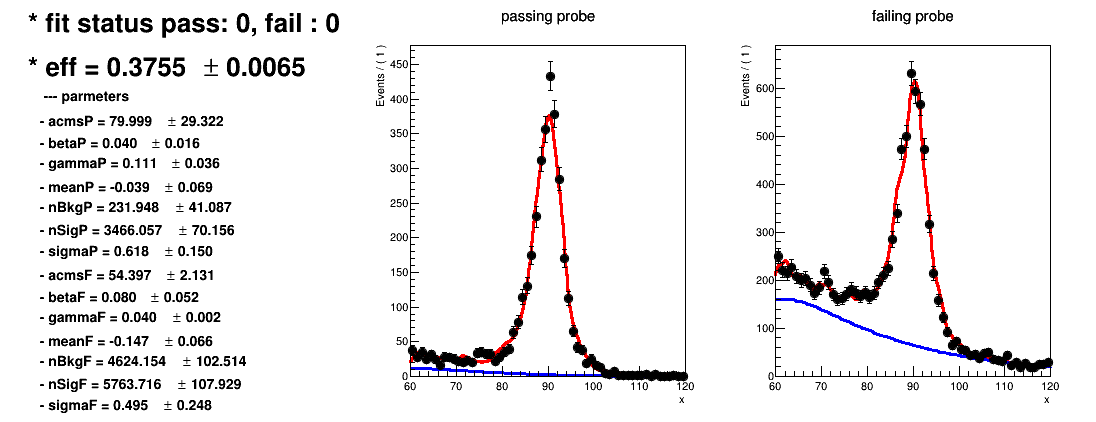 * fit status pass: 0, fail : 0
* eff = 0.3755 ± 0.0065
--- parmeters
- acmsP = 79.999 ± 29.322
- betaP = 0.040 ± 0.016
- gammaP = 0.111 ± 0.036
- meanP = -0.039 ± 0.069
- nBkgP = 231.948 ± 41.087
- nSigP = 3466.057 ± 70.156
- sigmaP = 0.618 ± 0.150
- acmsF = 54.397 ± 2.131
- betaF = 0.080 ± 0.052
- gammaF = 0.040 ± 0.002
- meanF = -0.147 ± 0.066
- nBkgF = 4624.154 ± 102.514
- nSigF = 5763.716 ± 107.929
- sigmaF = 0.495 ± 0.248
passing probe
Events / ( 1 )
450
400
350
300
250
200
150
100
50
0
60 70 80 90 100 110 120
x
failing probe
Events / ( 1 )
600
500
400
300
200
100
0
60 70 80 90 100 110 120
x